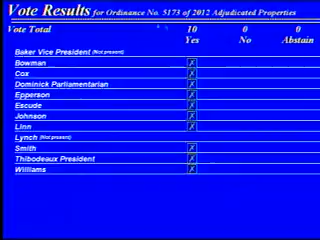 Vote Results for Ordinance No. 5173 of 2012 Adjudicated Properties
Vote Total 10 0 0
Yes No Abstain
Baker Vice President (Not present)
Bowman
Cox
Dominick Parliamentarian
Epperson
Escude
Johnson
Linn
Lynch (Not present)
Smith
Thibodeaux President
Williams